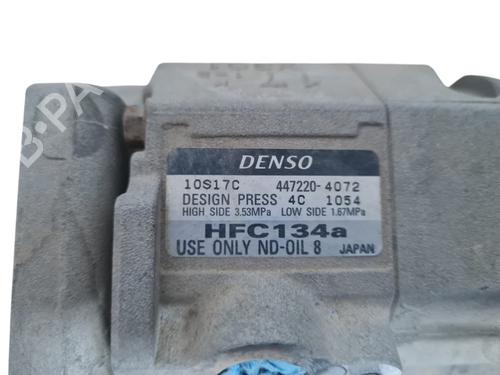 B-PA
DENSO
10S17C 447220-4072
DESIGN PRESS 4C 1054
HIGH SIDE 3.53MPa LOW SIDE 1.67MPa
HFC134a
USE ONLY ND-OIL 8 JAPAN